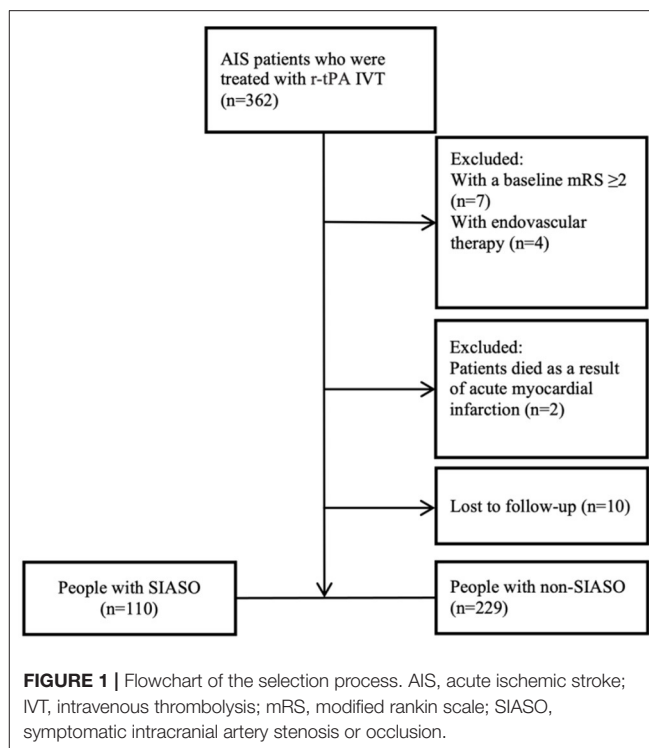 AIS patients who were
treated with r-tPA IVT
(n=362)
Excluded:
With a baseline mRS ≥2
(n=7)
With endovascular
therapy (n=4)
Excluded:
Patients died as a result
of acute myocardial
infarction (n=2)
Lost to follow-up (n=10)
People with SIASO
(n=110)
People with non-SIASO
(n=229)
FIGURE 1 | Flowchart of the selection process. AIS, acute ischemic stroke;
IVT, intravenous thrombolysis; mRS, modified rankin scale; SIASO,
symptomatic intracranial artery stenosis or occlusion.